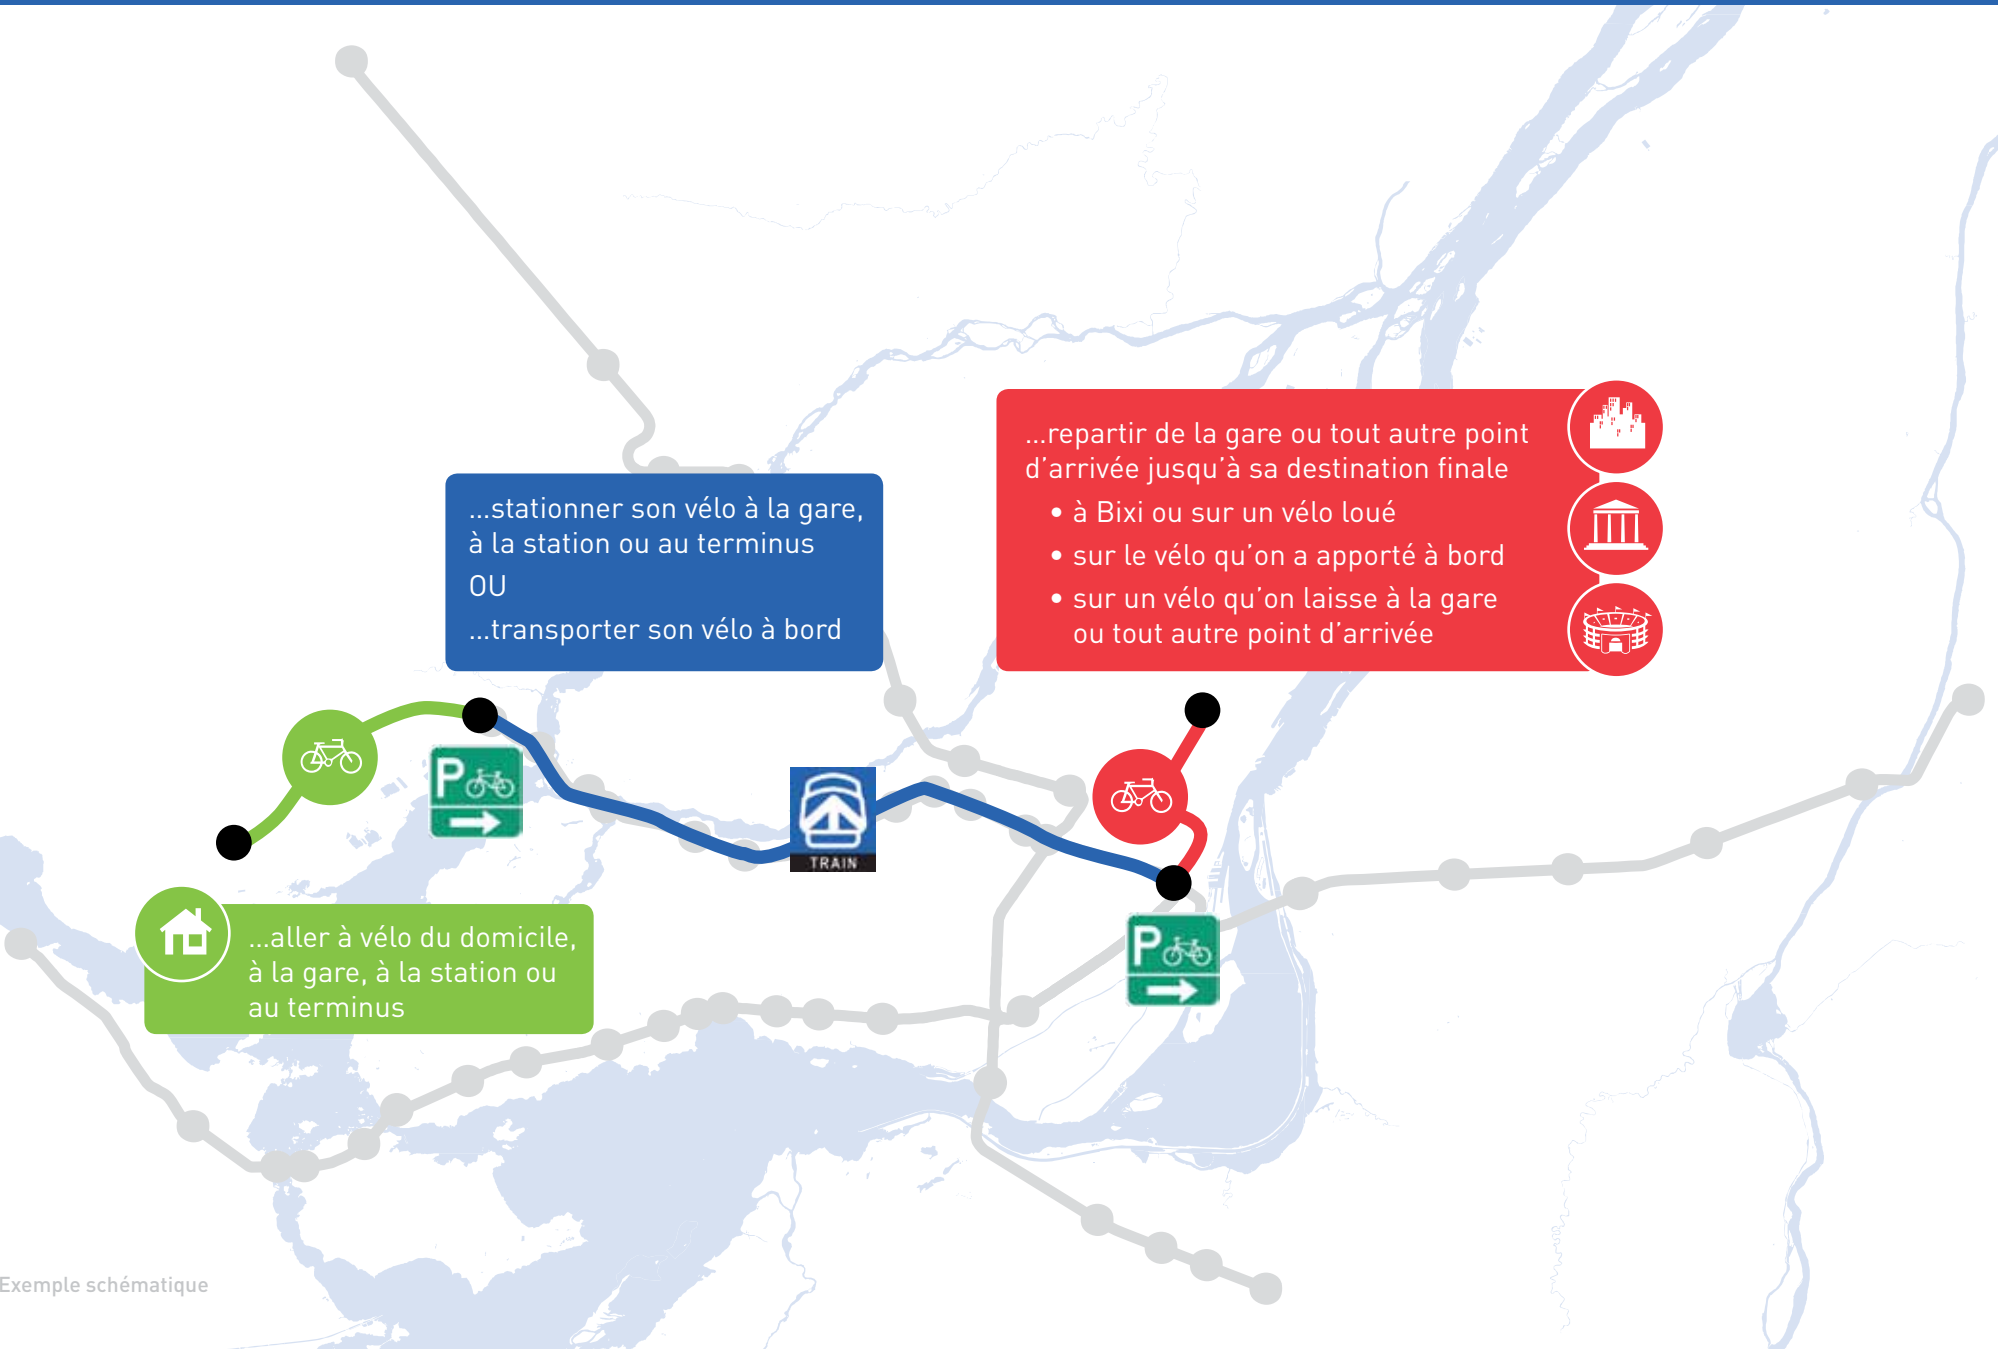 ...repartir de la gare ou tout autre point
d'arrivée jusqu'à sa destination finale
• à Bixi ou sur un vélo loué
• sur le vélo qu'on a apporté à bord
• sur un vélo qu'on laisse à la gare
ou tout autre point d'arrivée
...stationner son vélo à la gare,
à la station ou au terminus
OU
...transporter son vélo à bord
P
TRAIN
...aller à vélo du domicile,
à la gare, à la station ou
au terminus
P
Exemple schématique